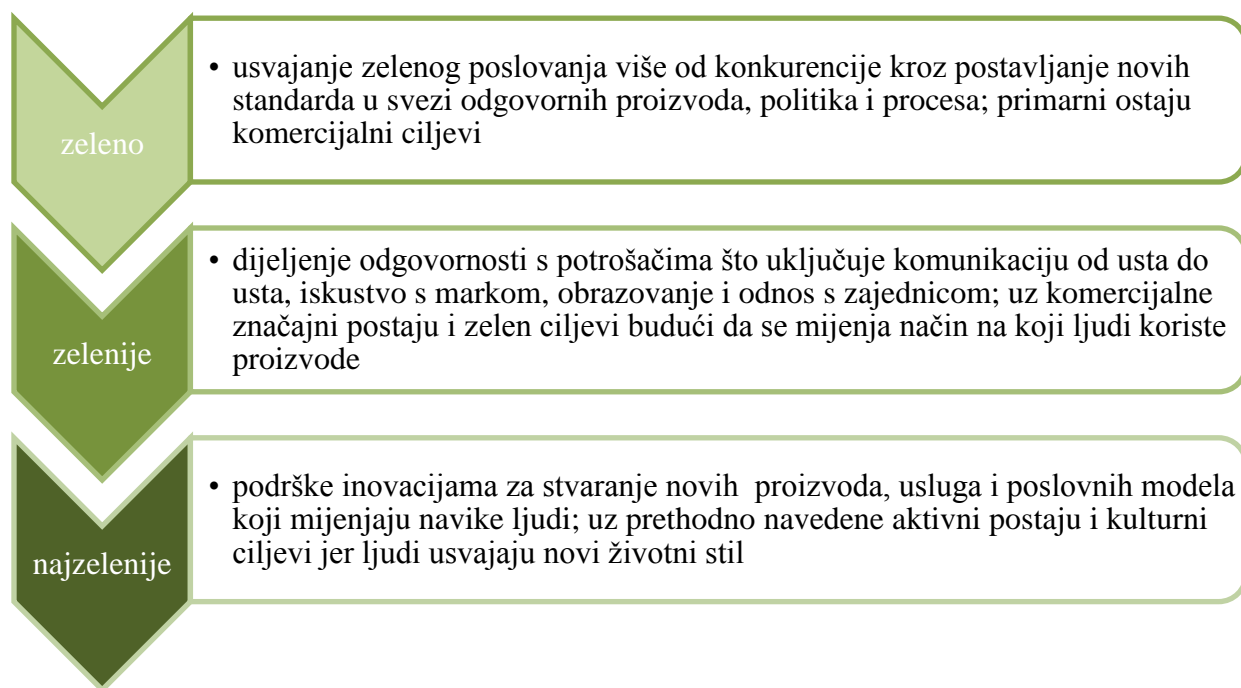 zeleno
• usvajanje zelenog poslovanja više od konkurencije kroz postavljanje novih
standarda u svezi odgovornih proizvoda, politika i procesa; primarni ostaju
komercijalni ciljevi
zelenije
• dijeljenje odgovornosti s potrošačima što uključuje komunikaciju od usta do
usta, iskustvo s markom, obrazovanje i odnos s zajednicom; uz komercijalne
značajni postaju i zelen ciljevi budući da se mijenja način na koji ljudi koriste
proizvode
najzelenije
• podrške inovacijama za stvaranje novih proizvoda, usluga i poslovnih modela
koji mijenjaju navike ljudi; uz prethodno navedene aktivni postaju i kulturni
ciljevi jer ljudi usvajaju novi životni stil